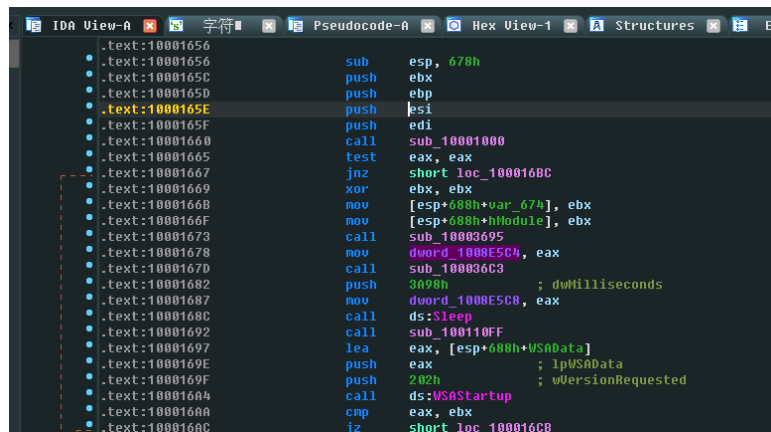 IDA View-A 字符 Pseudocode-A Hex View-1 Structures E
.text:10001656
.text:10001656 sub esp, 678h
.text:1000165C push ebx
.text:1000165D push ebp
.text:1000165E push esi
.text:1000165F push edi
.text:10001660 call sub_10001000
.text:10001665 test eax, eax
.text:10001667 jnz short loc_100016BC
.text:10001669 xor ebx, ebx
.text:1000166B mov [esp+688h+var_674], ebx
.text:1000166F mov [esp+688h+hModule], ebx
.text:10001673 call sub_10003695
.text:10001678 mov dword_1008E5C4, eax
.text:1000167D call sub_100036C3
.text:10001682 push 3A98h ; dwMilliseconds
.text:10001687 mov dword_1008E5C8, eax
.text:1000168C call ds:Sleep
.text:10001692 call sub_100110FF
.text:10001697 lea eax, [esp+688h+WSAData]
.text:1000169E push eax ; lpWSAData
.text:1000169F push 202h ; wVersionRequested
.text:100016A4 call ds:WSAStartup
.text:100016AA cmp eax, ebx
.text:100016AC jz short loc_100016CB